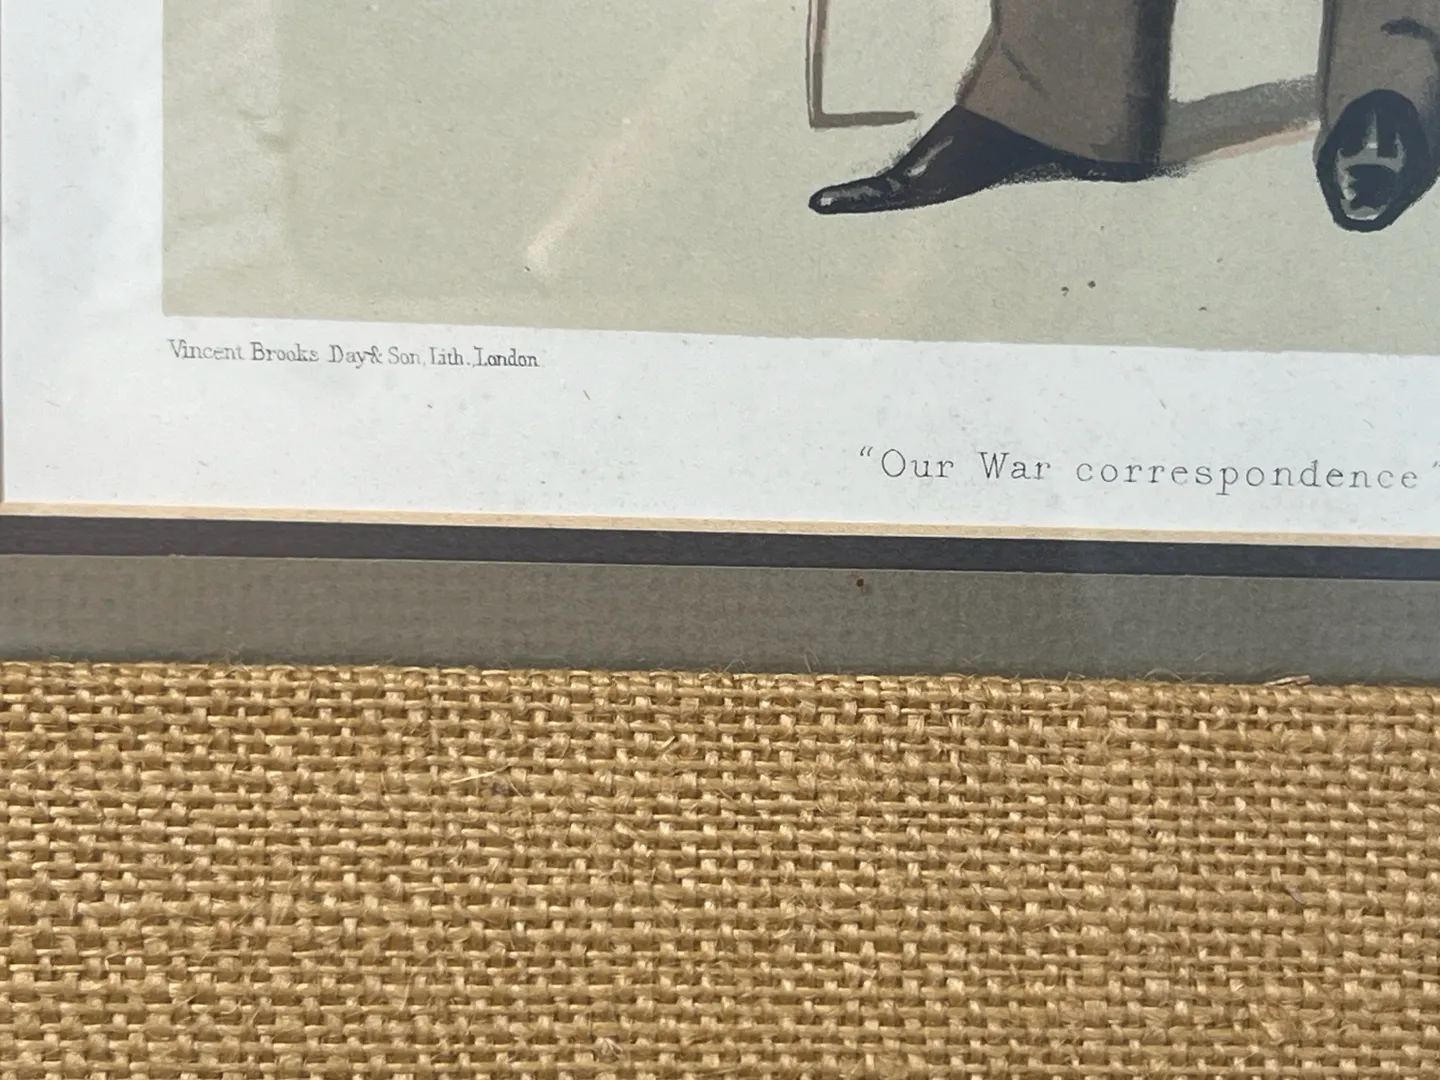 Vincent Brooks Day & Son, Lith., London.
"Our War correspondence"